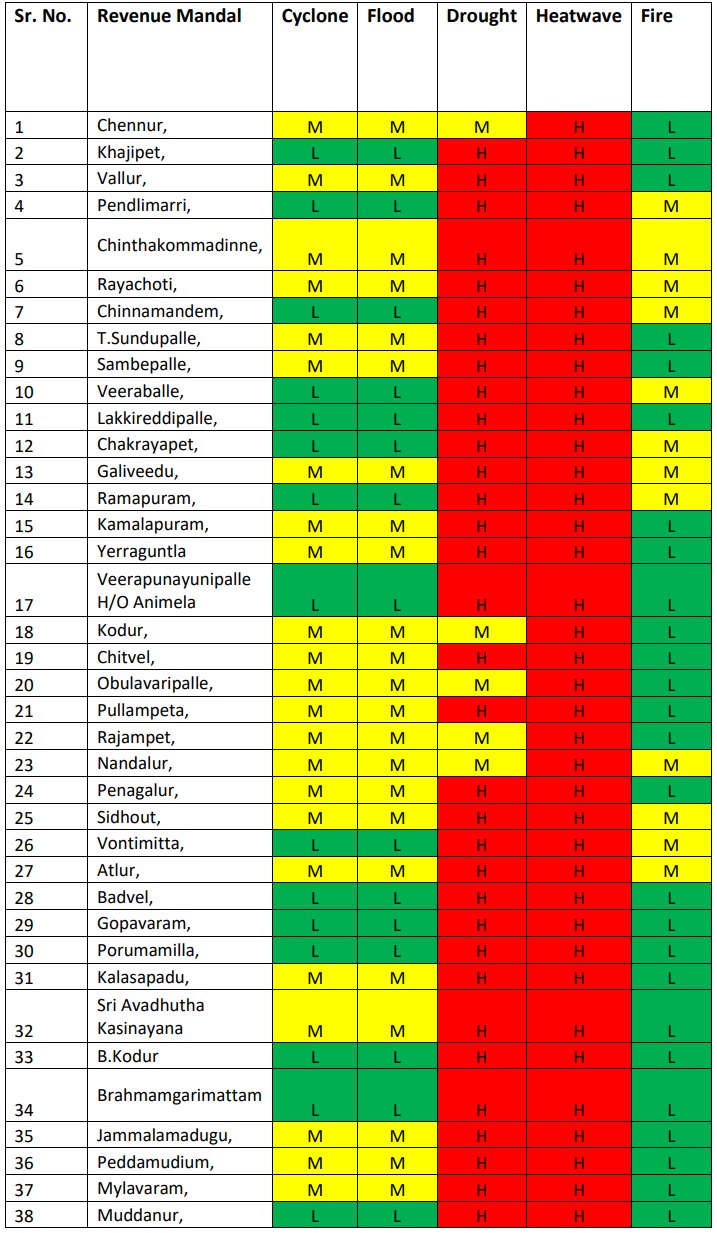 Sr. No. Revenue Mandal Cyclone Flood Drought Heatwave Fire
1 Chennur, M M M H L
2 Khajipet, L L H H L
3 Vallur, M M H H L
4 Pendlimarri, L L H H M
Chinthakommadinne,
5 M M H H M
6 Rayachoti, M M H H M
7 Chinnamandem, L L H H M
8 T.Sundupalle, M M H H L
9 Sambepalle, M M H H L
10 Veeraballe, L L H H M
11 Lakkireddipalle, L L H H L
12 Chakrayapet, L L H H M
13 Galiveedu, M M H H M
14 Ramapuram, L L H H M
15 Kamalapuram, M M H H L
16 Yerraguntla M M H H L
Veerapunayunipalle
17 H/O Animela L L H H L
18 Kodur, M M M H L
19 Chitvel, M M H H L
20 Obulavaripalle, M M M H L
21 Pullampeta, M M H H L
22 Rajampet, M M M H L
23 Nandalur, M M M H M
24 Penagalur, M M H H L
25 Sidhout, M M H H M
26 Vontimitta, L L H H M
27 Atlur, M M H H M
28 Badvel, L L H H L
29 Gopavaram, L L H H L
30 Porumamilla, L L H H L
31 Kalasapadu, M M H H L
Sri Avadhutha
32 Kasinayana M M H H L
33 B.Kodur L L H H L
Brahmamgarimattam
34 L L H H L
35 Jammalamadugu, M M H H L
36 Peddamudium, M M H H L
37 Mylavaram, M M H H L
38 Muddanur, L L H H L